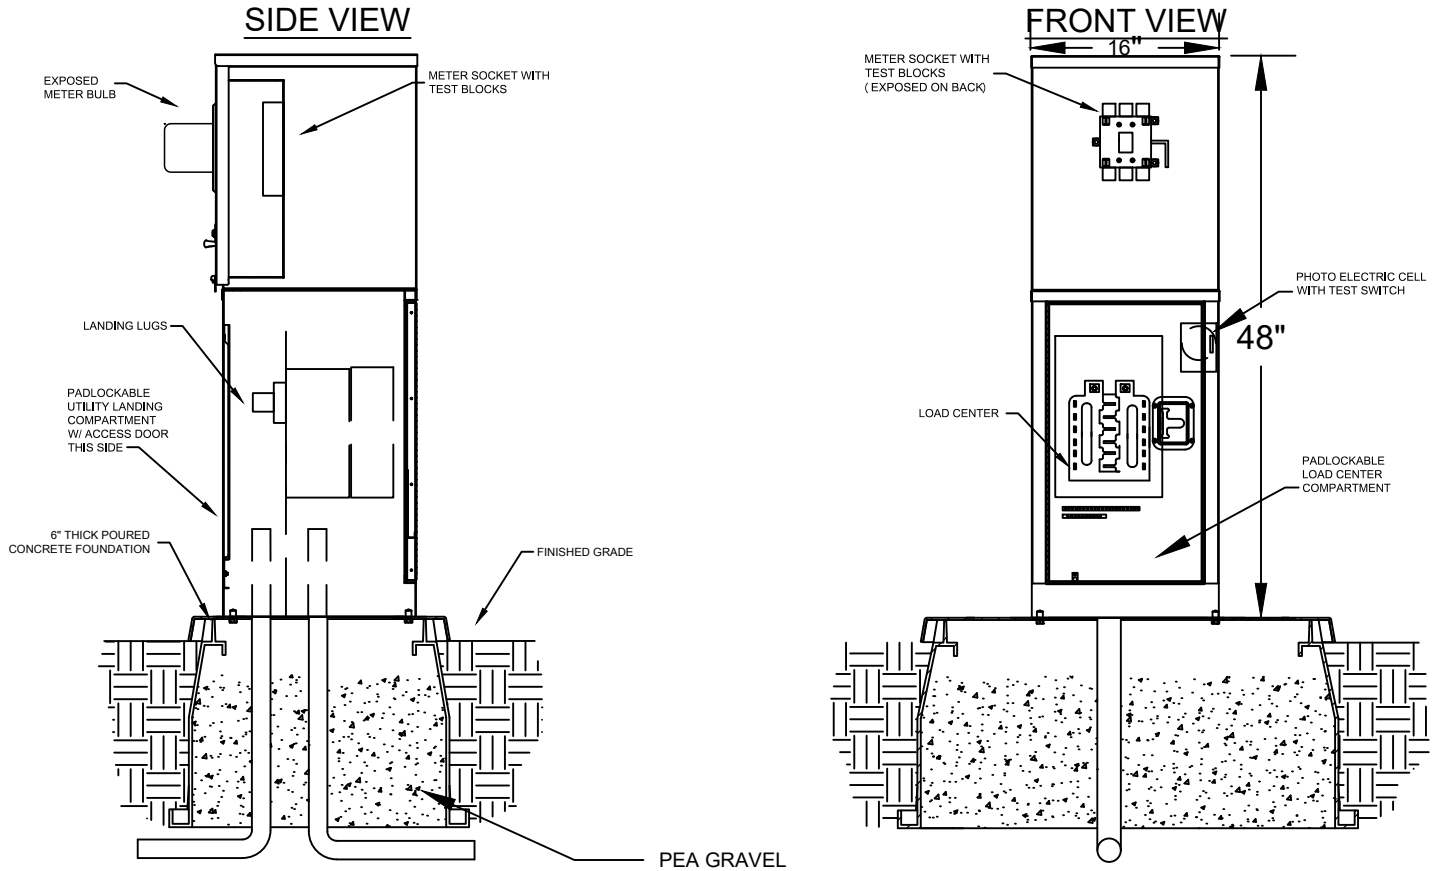 SIDE VIEW
EXPOSED
METER BULB
METER SOCKET WITH
TEST BLOCKS
LANDING LUGS
PADLOCKABLE
UTILITY LANDING
COMPARTMENT
W/ ACCESS DOOR
THIS SIDE
6" THICK POURED
CONCRETE FOUNDATION
FINISHED GRADE
PEA GRAVEL
FRONT VIEW
16"
METER SOCKET WITH
TEST BLOCKS
( EXPOSED ON BACK)
PHOTO ELECTRIC CELL
WITH TEST SWITCH
48"
LOAD CENTER
PADLOCKABLE
LOAD CENTER
COMPARTMENT